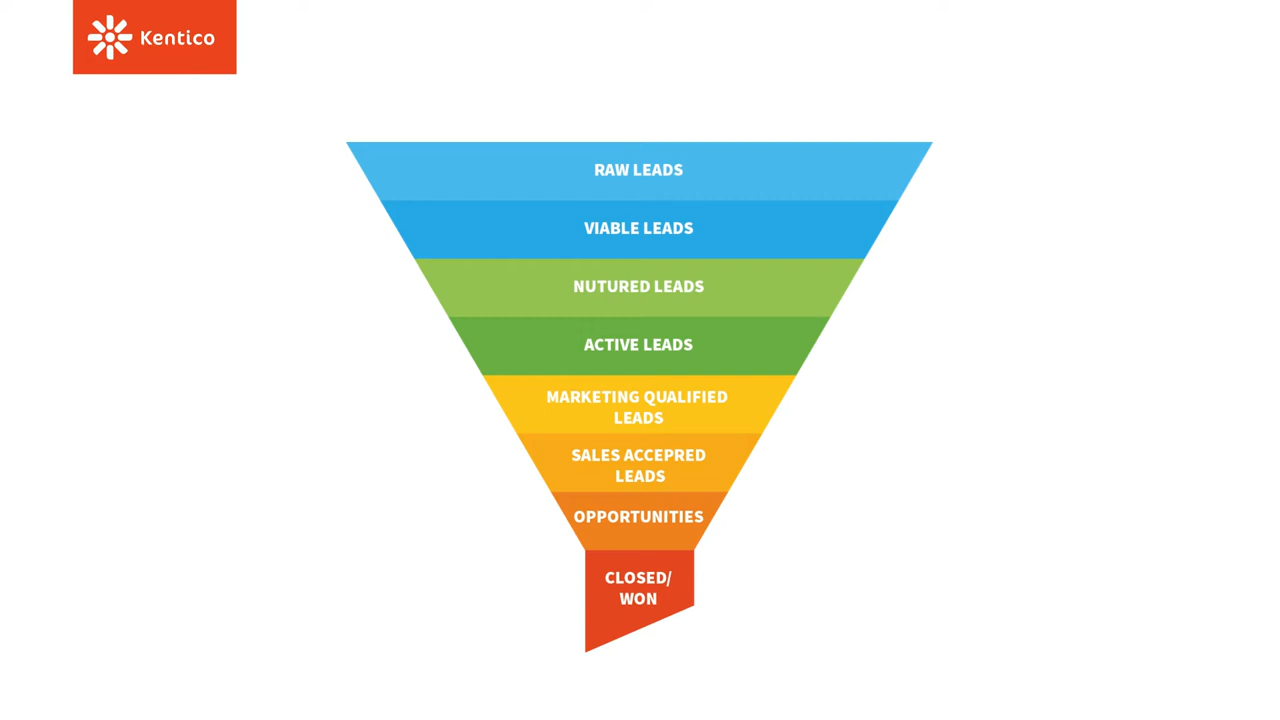 Kentico
RAW LEADS
VIABLE LEADS
NUTURED LEADS
ACTIVE LEADS
MARKETING QUALIFIED
LEADS
SALES ACCEPRED
LEADS
OPPORTUNITIES
CLOSED/
WON